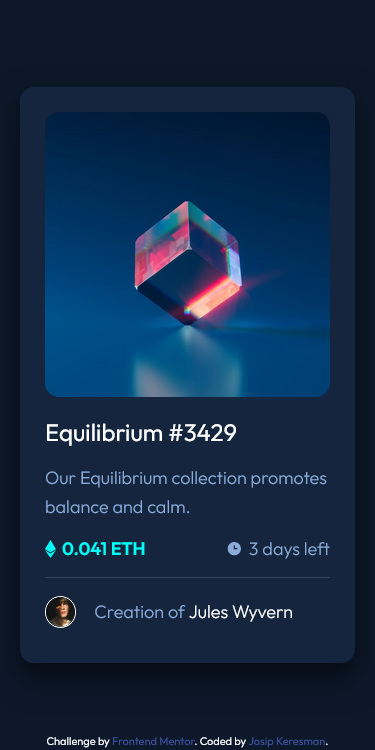 Equilibrium #3429
Our Equilibrium collection promotes
balance and calm.
0.041 ETH
3 days left
Creation of Jules Wyvern
Challenge by Frontend Mentor. Coded by Josip Keresman.